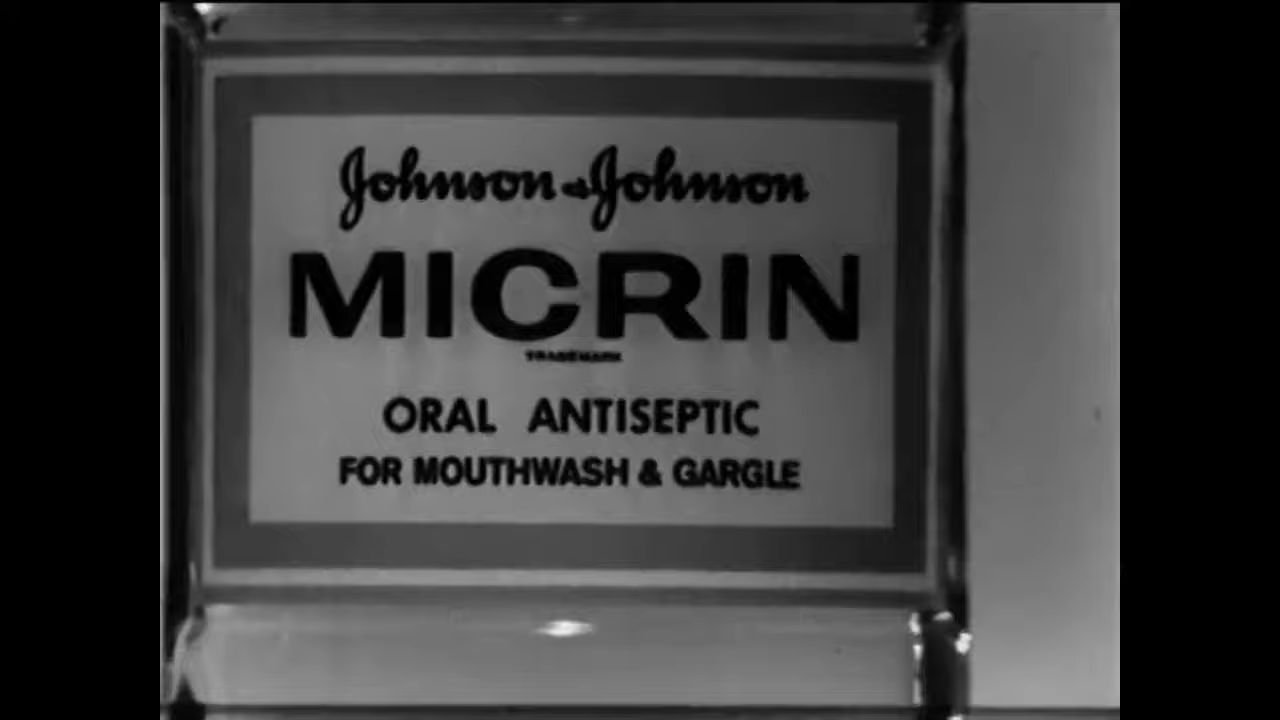 Johnson & Johnson
MICRIN
TRADEMARK
ORAL ANTISEPTIC
FOR MOUTHWASH & GARGLE